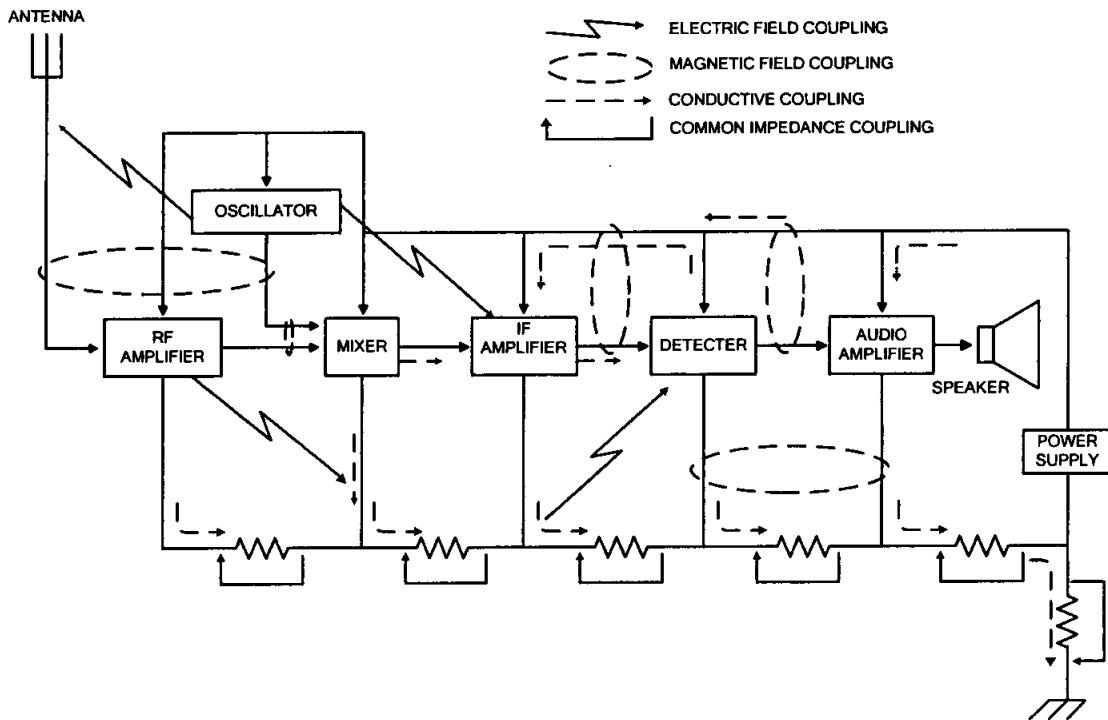 ANTENNA
ELECTRIC FIELD COUPLING
MAGNETIC FIELD COUPLING
CONDUCTIVE COUPLING
COMMON IMPEDANCE COUPLING
OSCILLATOR
RF
AMPLIFIER
MIXER
IF
AMPLIFIER
DETECTER
AUDIO
AMPLIFIER
SPEAKER
POWER
SUPPLY